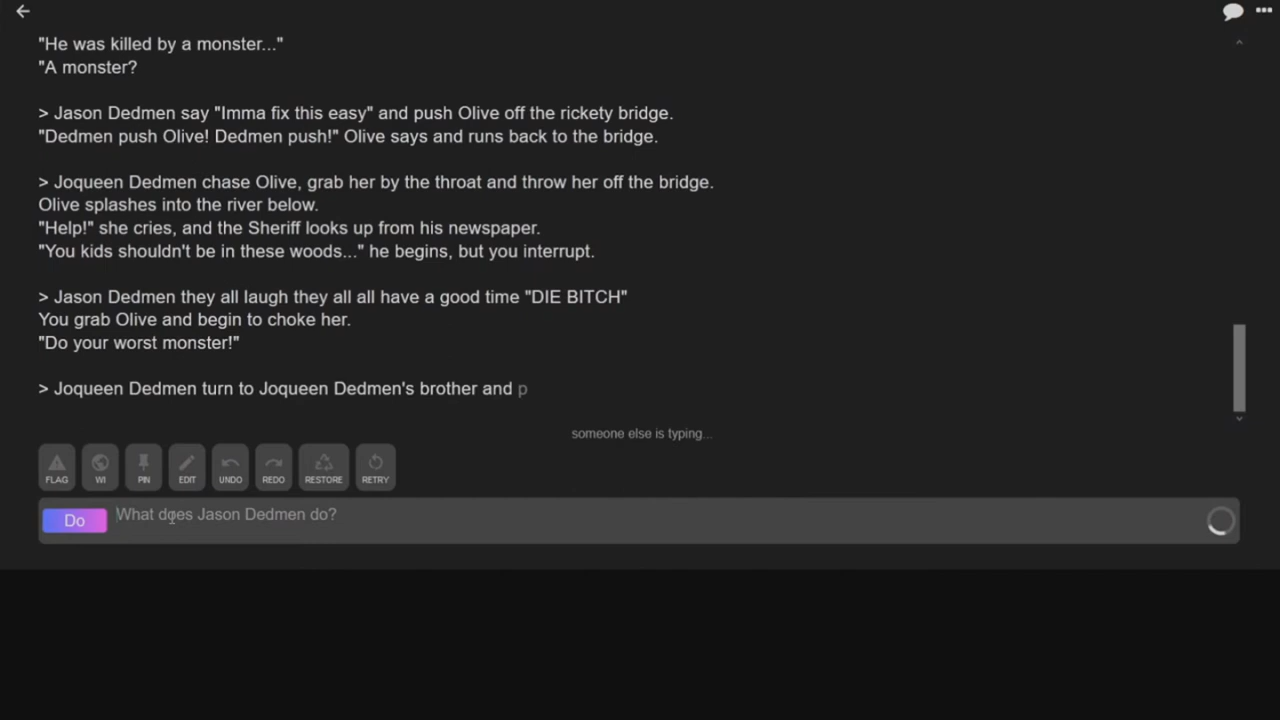 "He was killed by a monster..."
"A monster?
> Jason Dedmen say "Imma fix this easy" and push Olive off the rickety bridge.
"Dedmen push Olive! Dedmen push!" Olive says and runs back to the bridge.
> Joqueen Dedmen chase Olive, grab her by the throat and throw her off the bridge.
Olive splashes into the river below.
"Help!" she cries, and the Sheriff looks up from his newspaper.
"You kids shouldn't be in these woods..." he begins, but you interrupt.
> Jason Dedmen they all laugh they all all have a good time "DIE BITCH"
You grab Olive and begin to choke her.
"Do your worst monster!"
> Joqueen Dedmen turn to Joqueen Dedmen's brother and p
someone else is typing...
FLAG WI PIN EDIT UNDO REDO RESTORE RETRY
Do What does Jason Dedmen do?